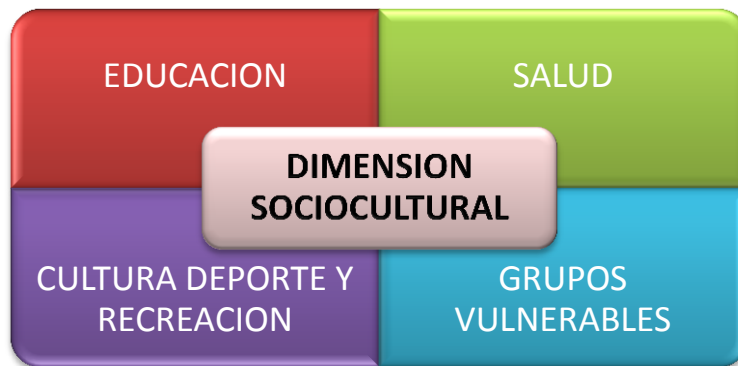 EDUCACION
SALUD
DIMENSION
SOCIOCULTURAL
CULTURA DEPORTE Y
RECREACION
GRUPOS
VULNERABLES